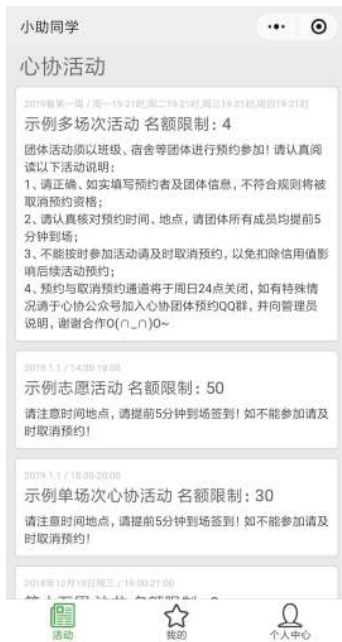 小助同学
心协活动
2019春第一周 / 周一19-21时,周二19-21时,周三19-21时,周四19-21时
示例多场次活动 名额限制: 4
团体活动须以班级、宿舍等团体进行预约参加! 请认真阅
读以下活动说明:
1、请正确、如实填写预约者及团体信息, 不符合规则将被
取消预约资格;
2、请认真核对预约时间、地点, 请团体所有成员均提前5
分钟到场;
3、不能按时参加活动请及时取消预约, 以免扣除信用值影
响后续活动预约;
4、预约与取消预约通道将于周日24点关闭, 如有特殊情
况请于心协公众号加入心协团体预约QQ群, 并向管理员
说明, 谢谢合作O(∩_∩)O~
2019.1.1 / 14:00-18:00
示例志愿活动 名额限制: 50
请注意时间地点, 请提前5分钟到场签到! 如不能参加请及
时取消预约!
2019.1.1 / 18:00-20:00
示例单场次心协活动 名额限制: 30
请注意时间地点, 请提前5分钟到场签到! 如不能参加请及
时取消预约!
2018年12月19日周三 / 19:00-21:00
活动
我的
个人中心